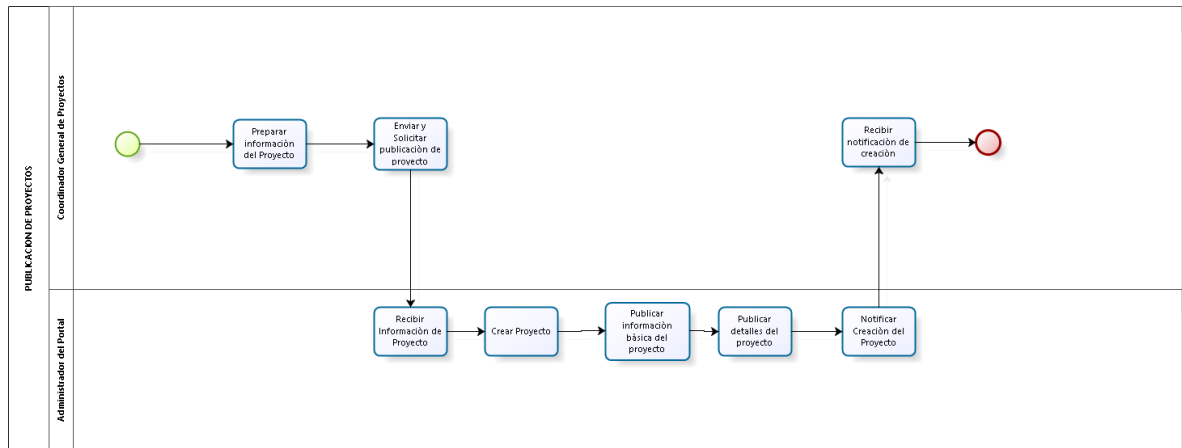 PUBLICACION DE PROYECTOS
Coordinador General de Proyectos
Preparar
informaciòn
del Proyecto
Enviar y
Solicitar
publicaciòn de
proyecto
Recibir
notificaciòn de
creaciòn
Administrador del Portal
Recibir
Informaciòn de
Proyecto
Crear Proyecto
Publicar
informaciòn
bàsica del
proyecto
Publicar
detalles del
proyecto
Notificar
Creaciòn del
Proyecto